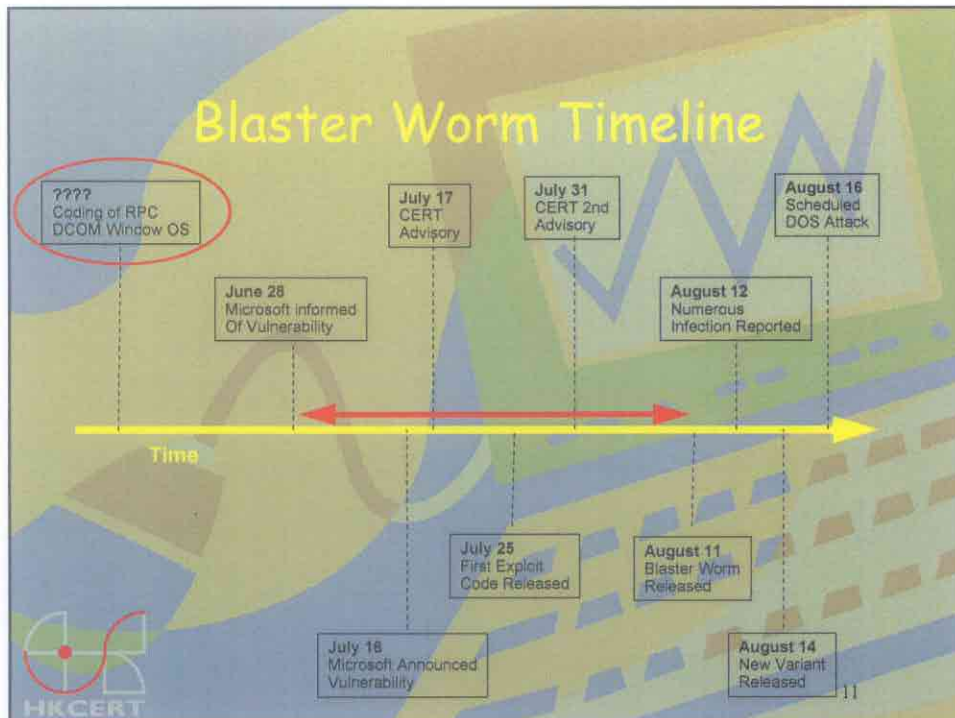 Blaster Worm Timeline
????
Coding of RPC
DCOM Window OS
July 17
CERT
Advisory
July 31
CERT 2nd
Advisory
August 16
Scheduled
DOS Attack
June 28
Microsoft informed
Of Vulnerability
August 12
Numerous
Infection Reported
Time
July 25
First Exploit
Code Released
August 11
Blaster Worm
Released
July 16
Microsoft Announced
Vulnerability
August 14
New Variant
Released
11
HKCERT